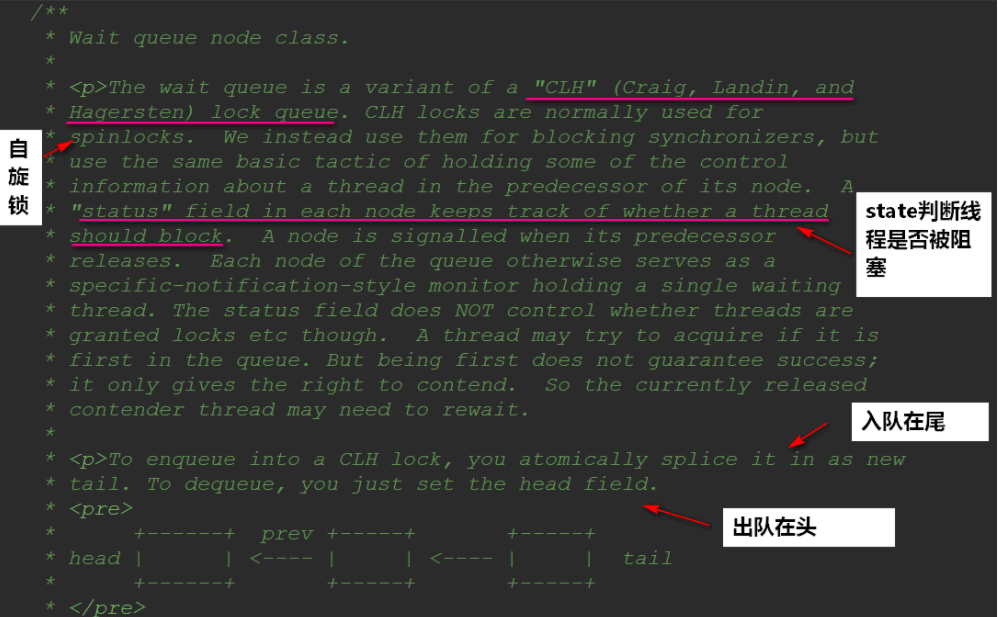 /**
* Wait queue node class.
*
* <p>The wait queue is a variant of a "CLH" (Craig, Landin, and
* Hagersten) lock queue. CLH locks are normally used for
* spinlocks.  We instead use them for blocking synchronizers, but
* use the same basic tactic of holding some of the control
* information about a thread in the predecessor of its node.  A
* "status" field in each node keeps track of whether a thread
* should block.  A node is signalled when its predecessor
* releases.  Each node of the queue otherwise serves as a
* specific-notification-style monitor holding a single waiting
* thread. The status field does NOT control whether threads are
* granted locks etc though.  A thread may try to acquire if it is
* first in the queue. But being first does not guarantee success;
* it only gives the right to contend.  So the currently released
* contender thread may need to rewait.
*
* <p>To enqueue into a CLH lock, you atomically splice it in as new
* tail. To dequeue, you just set the head field.
* <pre>
*      +------+  prev +-----+       +-----+
* head |      | <---- |     | <---- |     |  tail
*      +------+       +-----+       +-----+
* </pre>
自
旋
锁
state判断线
程是否被阻
塞
入队在尾
出队在头